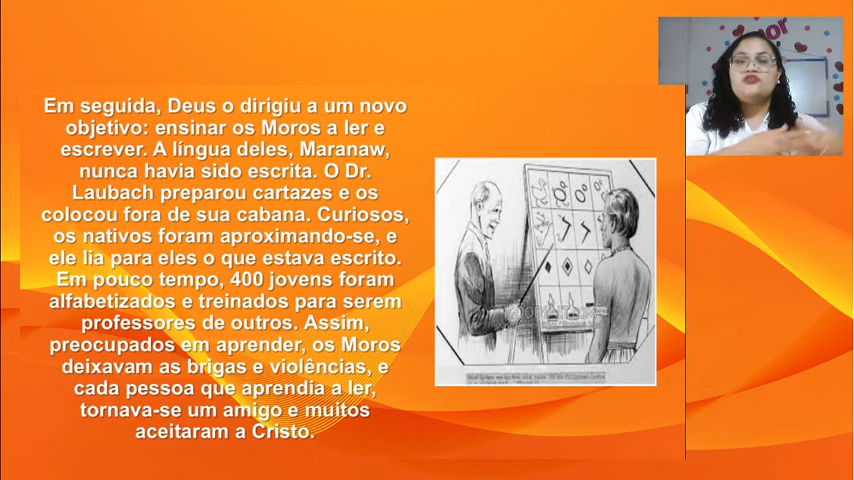 Em seguida, Deus o dirigiu a um novo
objetivo: ensinar os Moros a ler e
escrever. A língua deles, Maranaw,
nunca havia sido escrita. O Dr.
Laubach preparou cartazes e os
colocou fora de sua cabana. Curiosos,
os nativos foram aproximando-se, e
ele lia para eles o que estava escrito.
Em pouco tempo, 400 jovens foram
alfabetizados e treinados para serem
professores de outros. Assim,
preocupados em aprender, os Moros
deixavam as brigas e violências, e
cada pessoa que aprendia a ler,
tornava-se um amigo e muitos
aceitaram a Cristo.